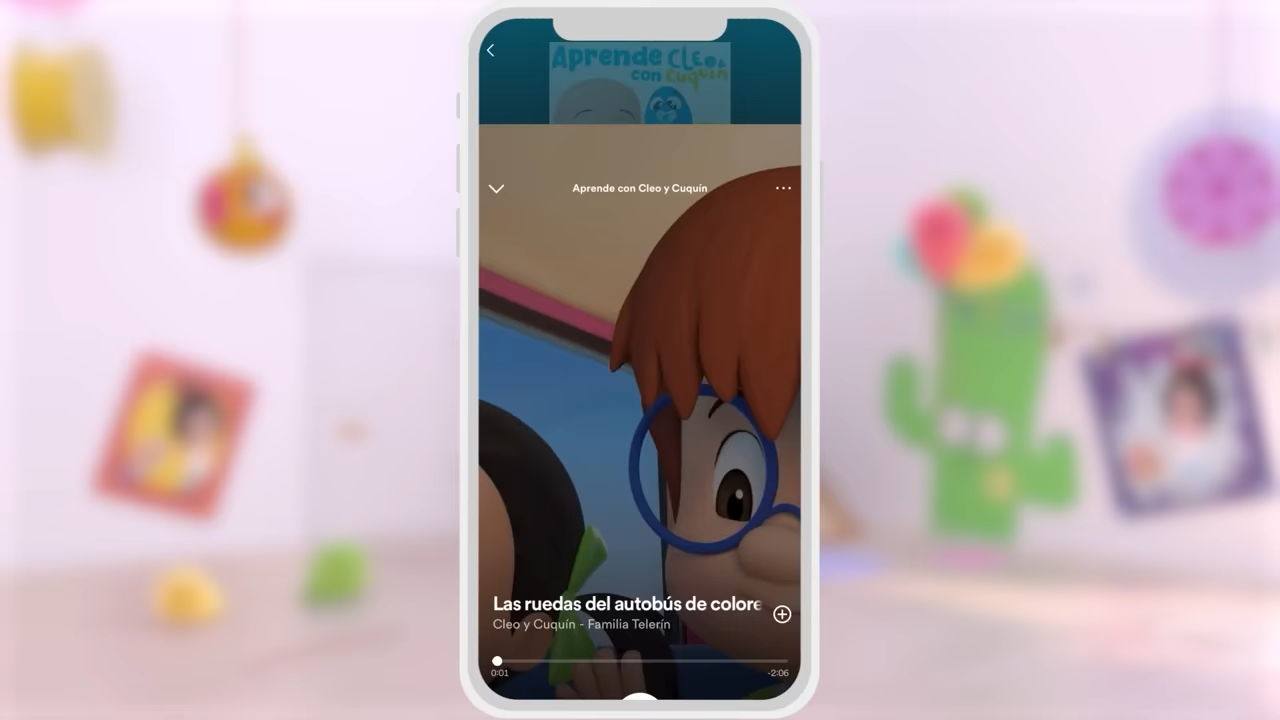 Aprende Cleo &
con Cuquín
Aprende con Cleo y Cuquín
Las ruedas del autobús de colore
Cleo y Cuquín - Familia Telerín
0:01
-2:06